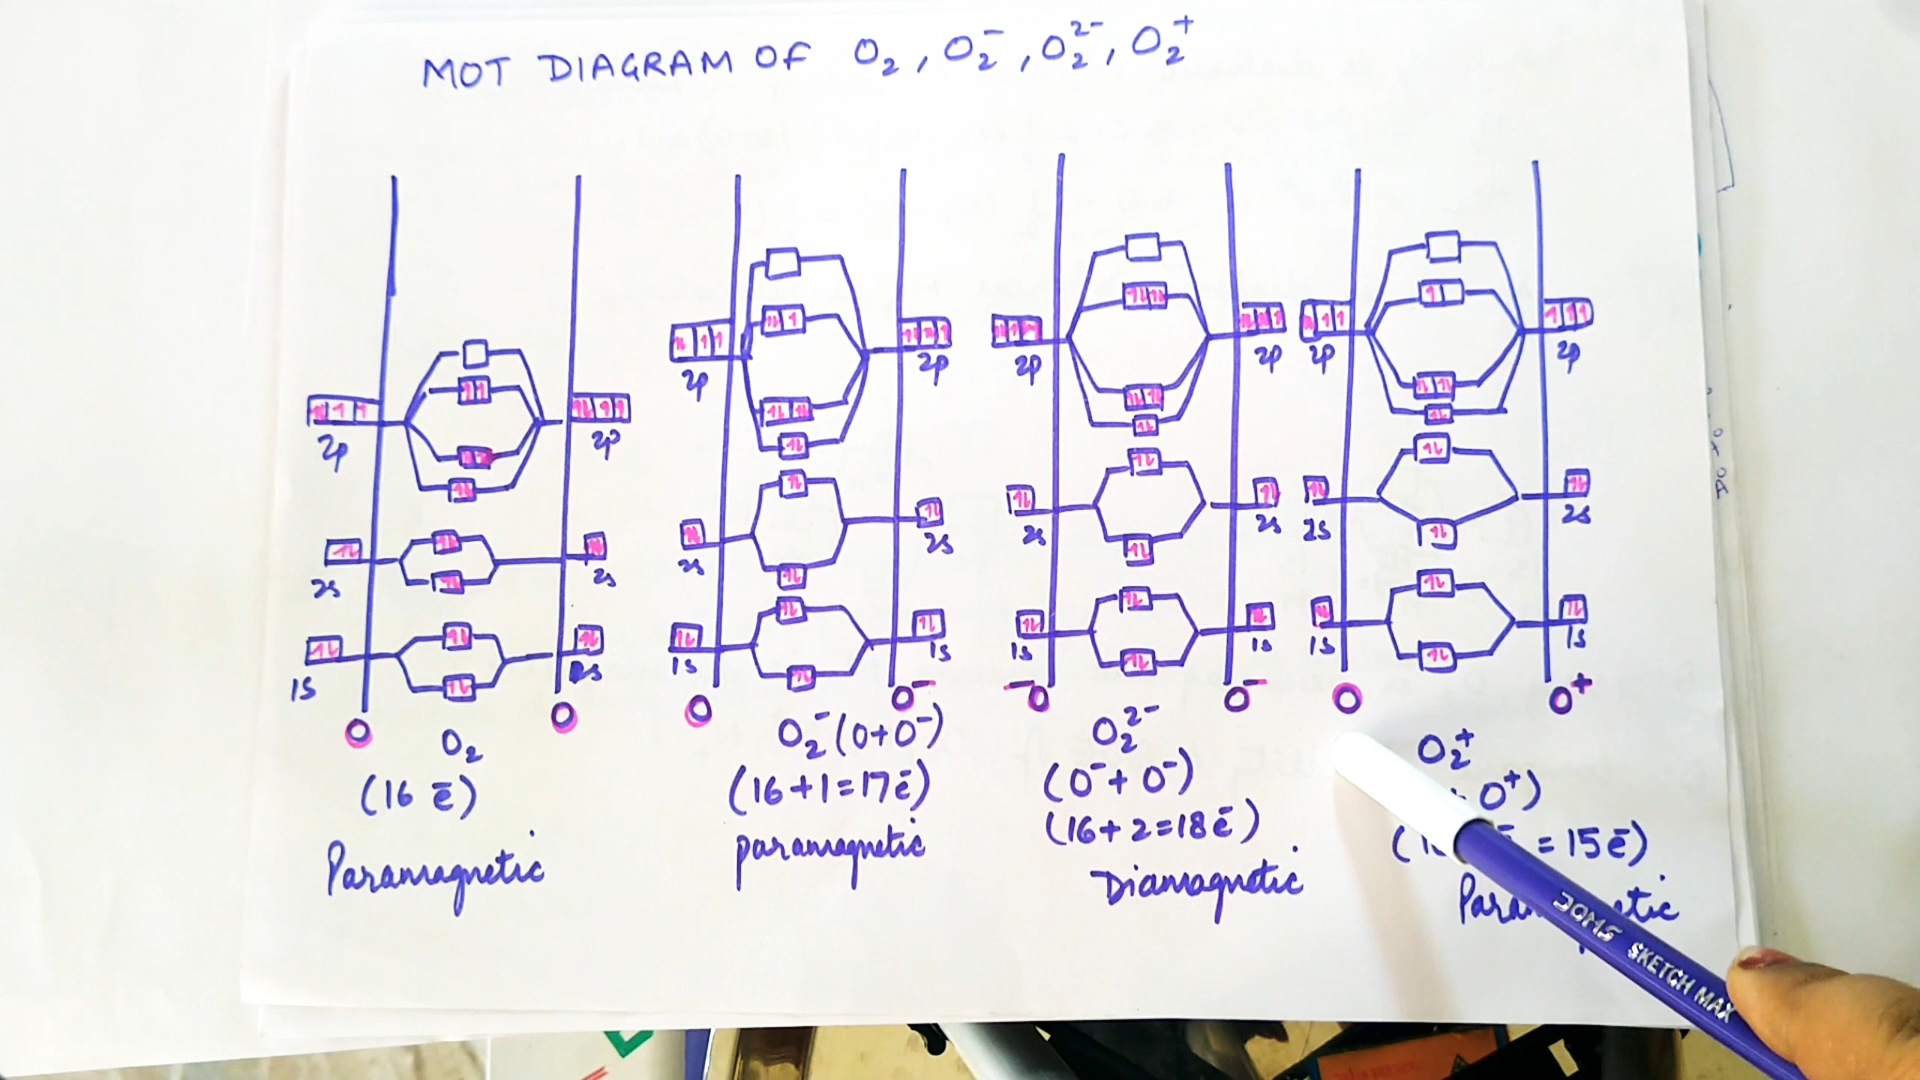 MOT DIAGRAM OF O₂, O₂⁻, O₂²⁻, O₂⁺
2p 2p 2p 2p 2p 2p 2p 2p
2s 2s 2s 2s 2s 2s 2s 2s
1s 1s 1s 1s 1s 1s 1s
O O O O⁻ ⁻O O⁻ O O⁺
O₂ O₂⁻ (O+O⁻) O₂²⁻ O₂⁺
(16 ē) (16+1=17ē) (O⁻+ O⁻) O⁺)
Paramagnetic paramagnetic (16+2=18ē) = 15ē)
Diamagnetic
DOMS SKETCH MAX